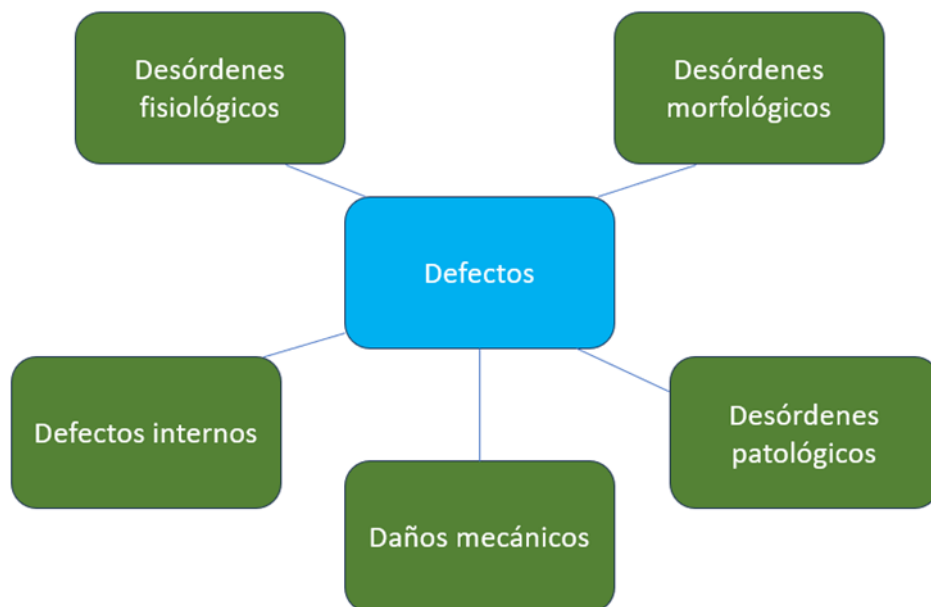 Desórdenes
fisiológicos
Desórdenes
morfológicos
Defectos
Defectos internos
Desórdenes
patológicos
Daños mecánicos